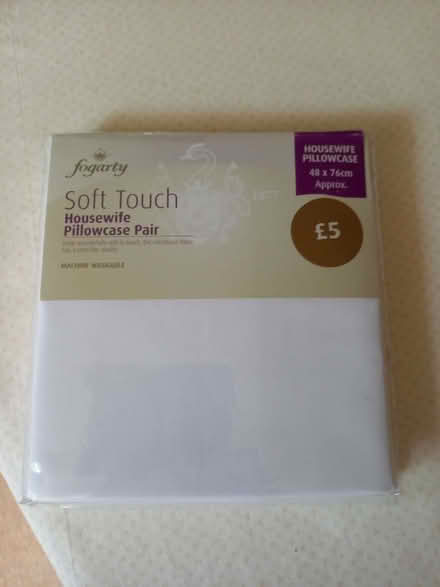 fogarty
Soft Touch
Housewife
Pillowcase Pair
MACHINE WASHABLE
HOUSEWIFE
PILLOWCASE
48 x 76cm
Approx.
£5